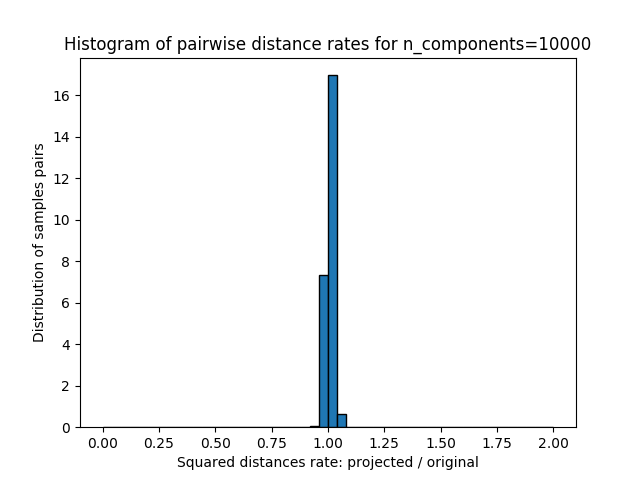 Histogram of pairwise distance rates for n_components=10000
Distribution of samples pairs
16
14
12
10
8
6
4
2
0
0.00 0.25 0.50 0.75 1.00 1.25 1.50 1.75 2.00
Squared distances rate: projected / original